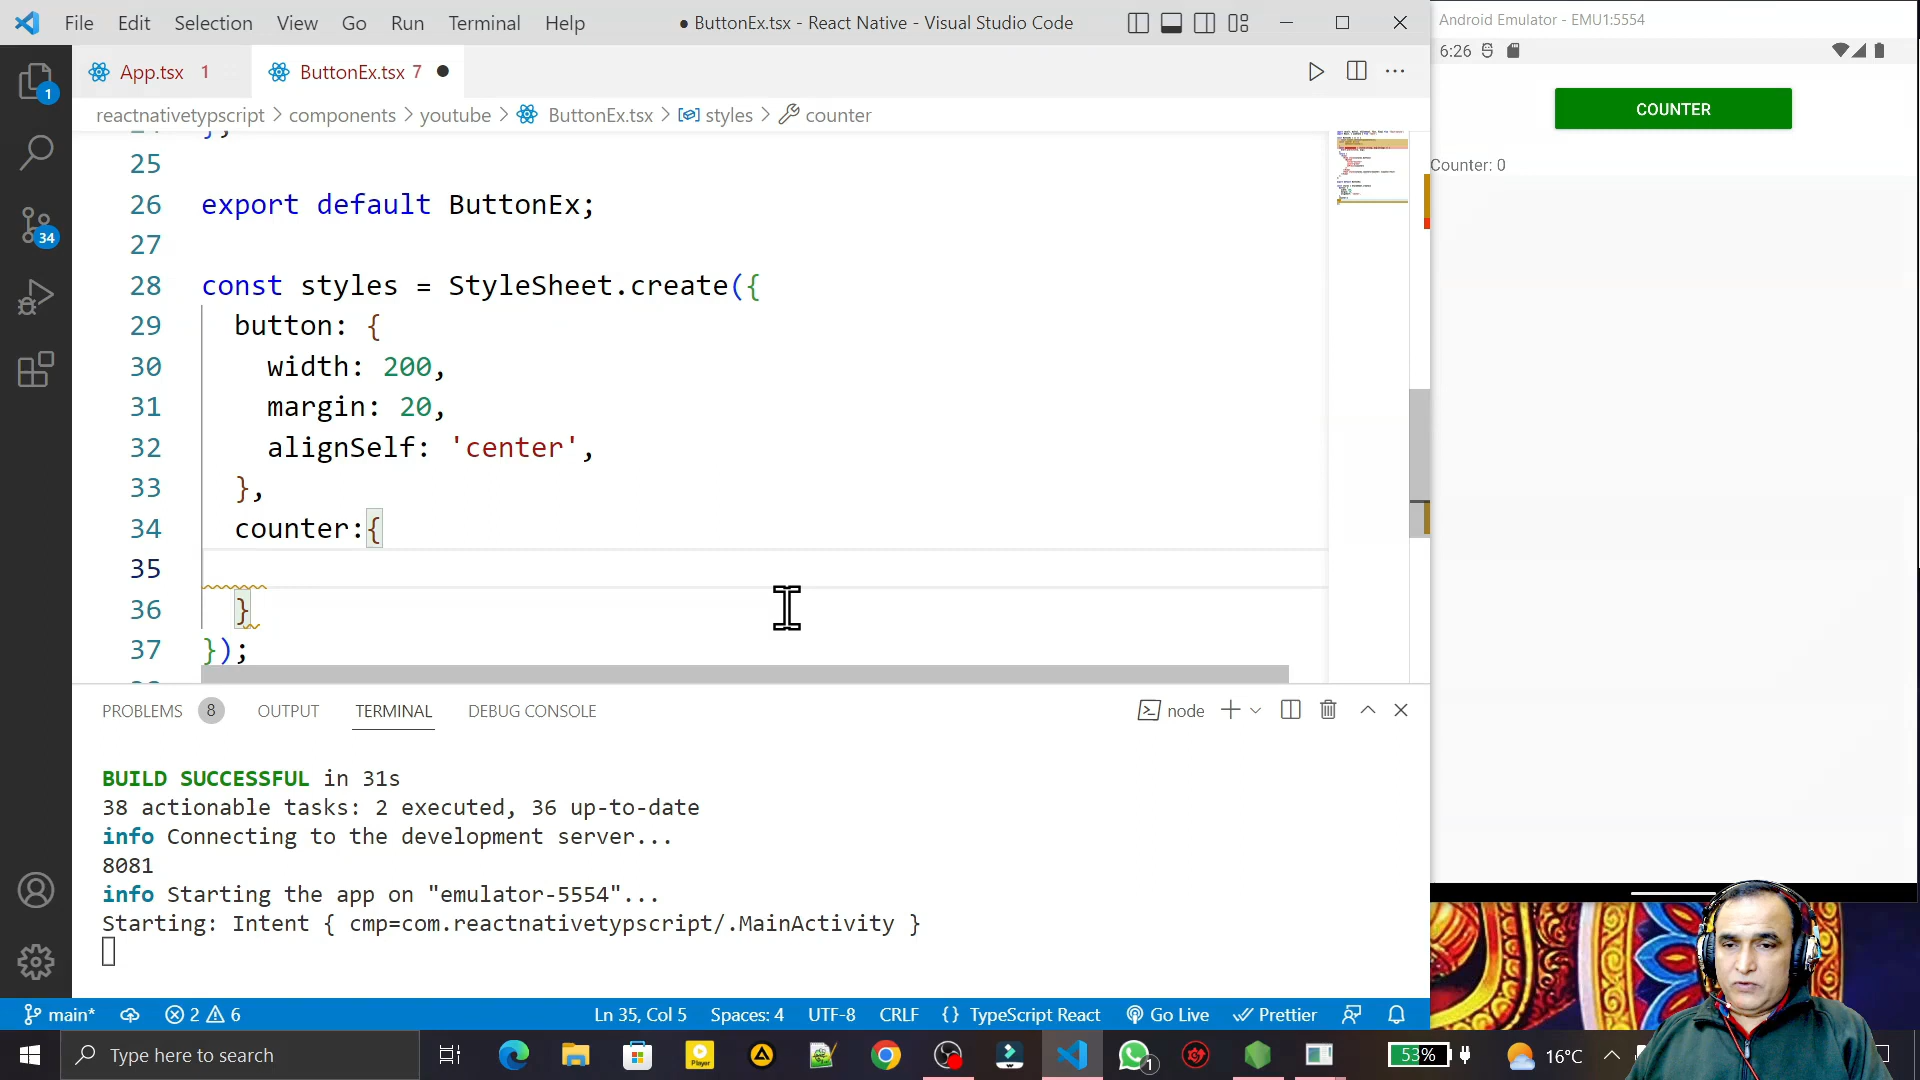 File Edit Selection View Go Run Terminal Help
● ButtonEx.tsx - React Native - Visual Studio Code
App.tsx 1
ButtonEx.tsx 7 ●
reactnativetypscript > components > youtube > ButtonEx.tsx > styles > counter
25
26 export default ButtonEx;
27
28 const styles = StyleSheet.create({
29 button: {
30 width: 200,
31 margin: 20,
32 alignSelf: 'center',
33 },
34 counter:{
35
36 }
37 });
PROBLEMS 8 OUTPUT TERMINAL DEBUG CONSOLE
node
BUILD SUCCESSFUL in 31s
38 actionable tasks: 2 executed, 36 up-to-date
info Connecting to the development server...
8081
info Starting the app on "emulator-5554"...
Starting: Intent { cmp=com.reactnativetypscript/.MainActivity }
1
34
main* 2 6 Ln 35, Col 5 Spaces: 4 UTF-8 CRLF {} TypeScript React Go Live Prettier
Type here to search
Player
1
53% 16°C
Android Emulator - EMU1:5554
6:26
COUNTER
Counter: 0